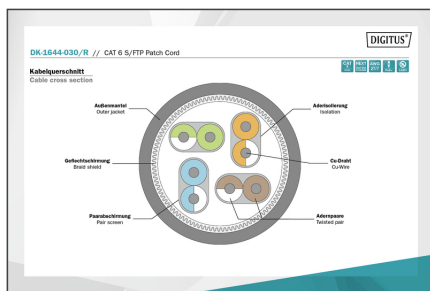 DIGITUS®
DK-1644-030/R // CAT 6 S/FTP Patch Cord
Kabelquerschnitt
Cable cross section
Außenmantel
Outer jacket
Aderisolierung
Isolation
Geflechtschirmung
Braid shield
Cu-Draht
Cu-Wire
Paarabschirmung
Pair screen
Adernpaare
Twisted pair